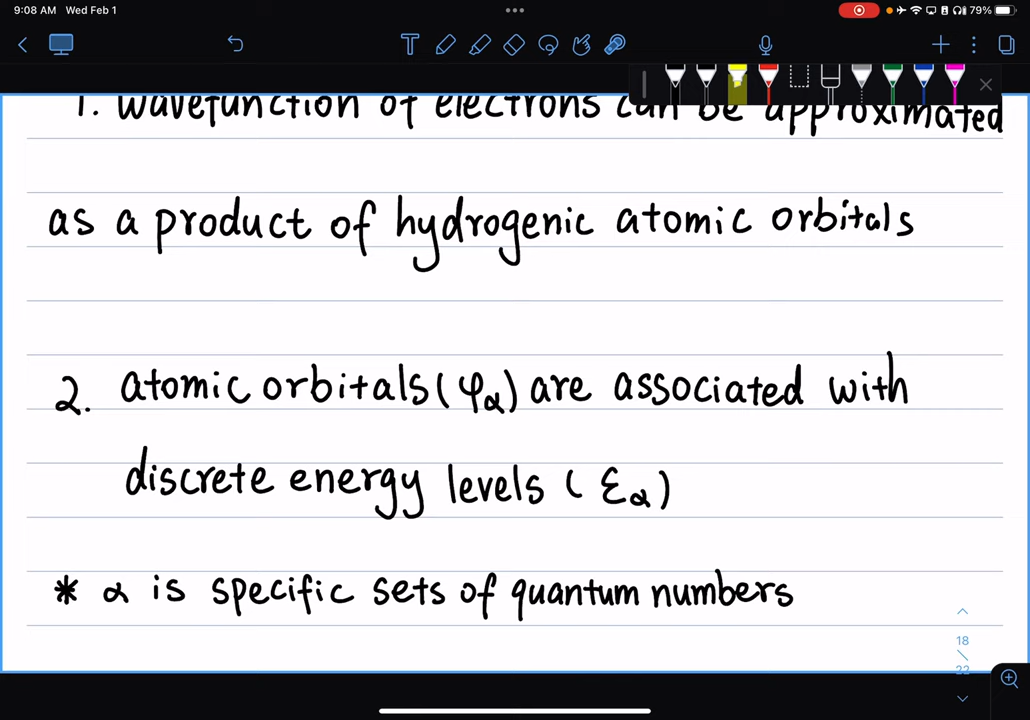 9:08 AM Wed Feb 1
79%
1. wavefunction of electrons can be approximated
as a product of hydrogenic atomic orbitals
2. atomic orbitals (φα) are associated with
discrete energy levels ( εα )
* α is specific sets of quantum numbers
18
22